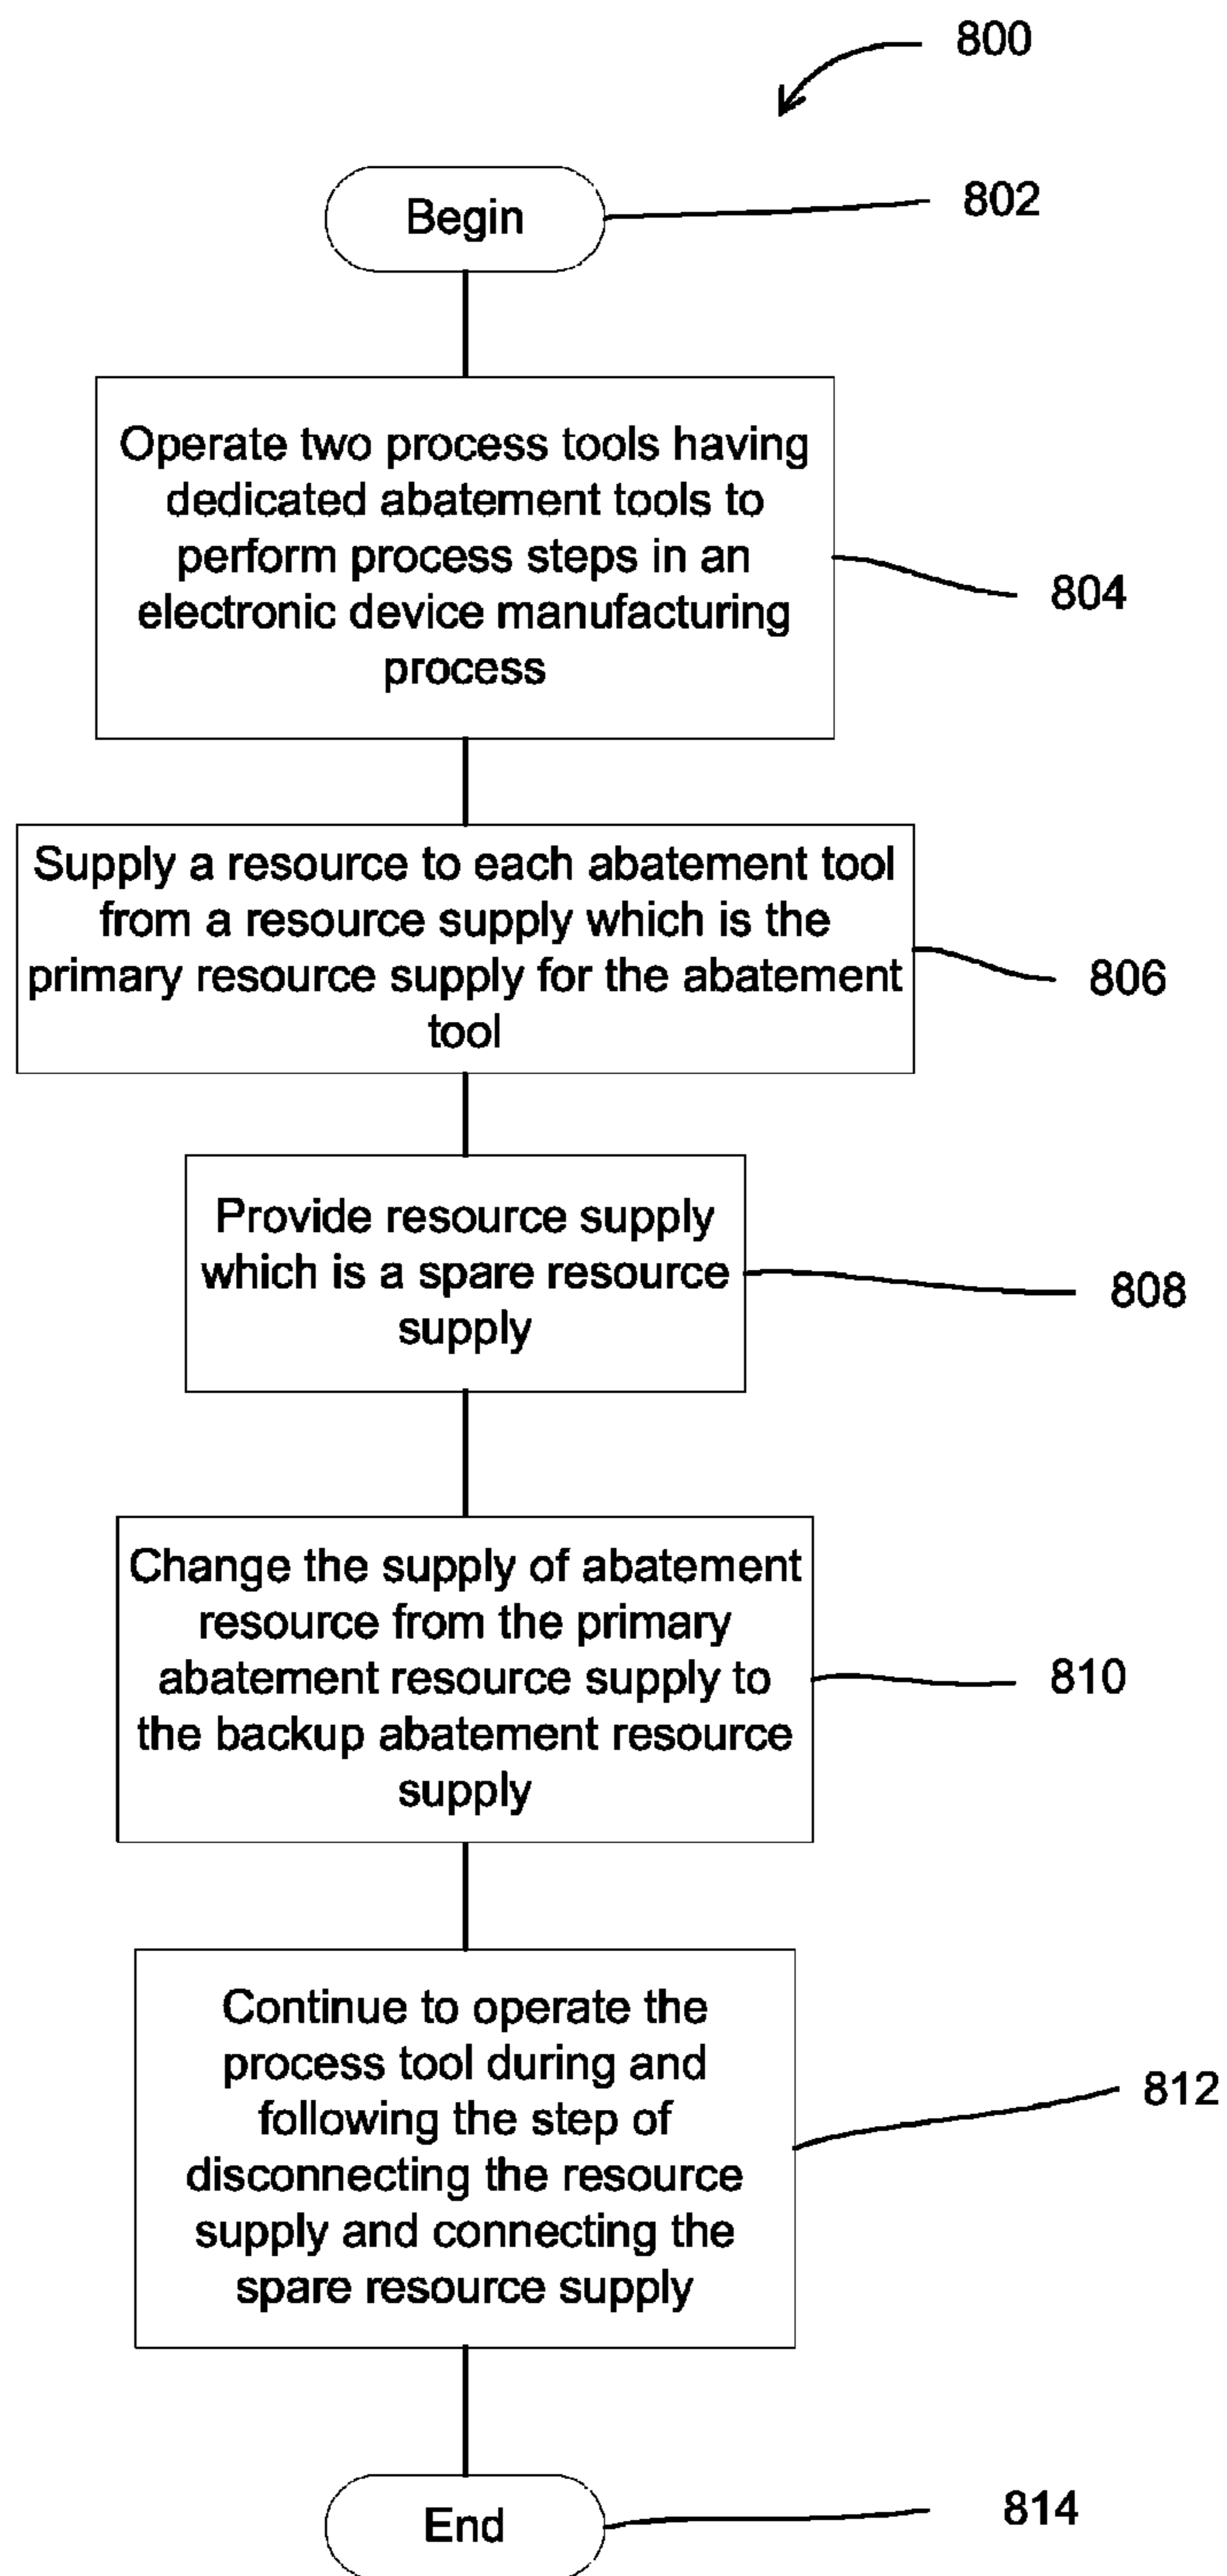 800
Begin
802
Operate two process tools having
dedicated abatement tools to
perform process steps in an
electronic device manufacturing
process
804
Supply a resource to each abatement tool
from a resource supply which is the
primary resource supply for the abatement
tool
806
Provide resource supply
which is a spare resource
supply
808
Change the supply of abatement
resource from the primary
abatement resource supply to
the backup abatement resource
supply
810
Continue to operate the
process tool during and
following the step of
disconnecting the resource
supply and connecting the
spare resource supply
812
End
814